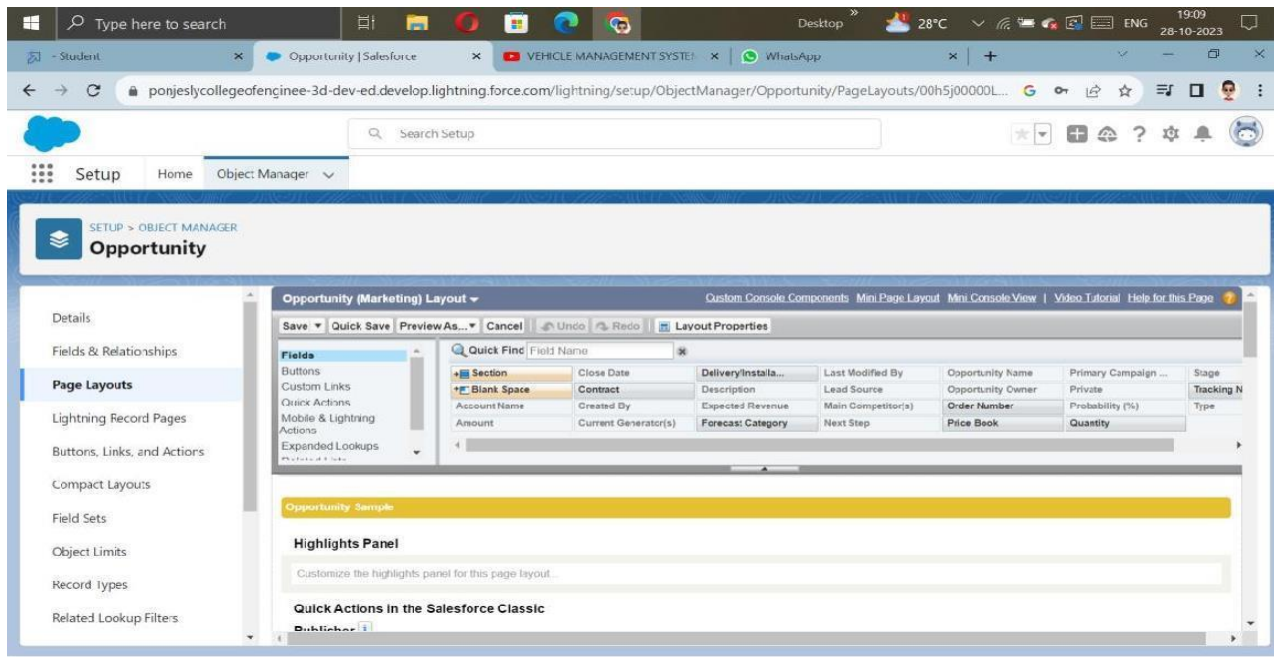 Type here to search
Desktop »
28°C
ENG
19:09
28-10-2023
- Student
Opportunity | Salesforce
VEHICLE MANAGEMENT SYSTEM
WhatsApp
ponjeslycollegeofenginee-3d-dev-ed.develop.lightning.force.com/lightning/setup/ObjectManager/Opportunity/PageLayouts/00h5j00000L...
Search Setup
Setup Home Object Manager
SETUP > OBJECT MANAGER
Opportunity
Details
Fields & Relationships
Page Layouts
Lightning Record Pages
Buttons, Links, and Actions
Compact Layouts
Field Sets
Object Limits
Record Types
Related Lookup Filters
Opportunity (Marketing) Layout
Custom Console Components Mini Page Layout Mini Console View | Video Tutorial Help for this Page
Save Quick Save Preview As... Cancel Undo Redo Layout Properties
Fields
Buttons
Custom Links
Quick Actions
Mobile & Lightning
Actions
Expanded Lookups
Related Lists
Quick Find Field Name
Section Close Date Delivery/Installa... Last Modified By Opportunity Name Primary Campaign ... Stage
Blank Space Contract Description Lead Source Opportunity Owner Private Tracking N
Account Name Created By Expected Revenue Main Competitor(s) Order Number Probability (%) Type
Amount Current Generator(s) Forecast Category Next Step Price Book Quantity
Opportunity Sample
Highlights Panel
Customize the highlights panel for this page layout...
Quick Actions in the Salesforce Classic
Publisher